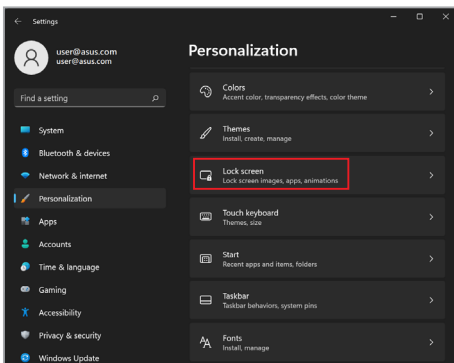 Settings
user@asus.com
user@asus.com
Find a setting
System
Bluetooth & devices
Network & internet
Personalization
Apps
Accounts
Time & language
Gaming
Accessibility
Privacy & security
Windows Update
Personalization
Colors
Accent color, transparency effects, color theme
Themes
Install, create, manage
Lock screen
Lock screen images, apps, animations
Touch keyboard
Themes, size
Start
Recent apps and items, folders
Taskbar
Taskbar behaviors, system pins
Fonts
Install, manage